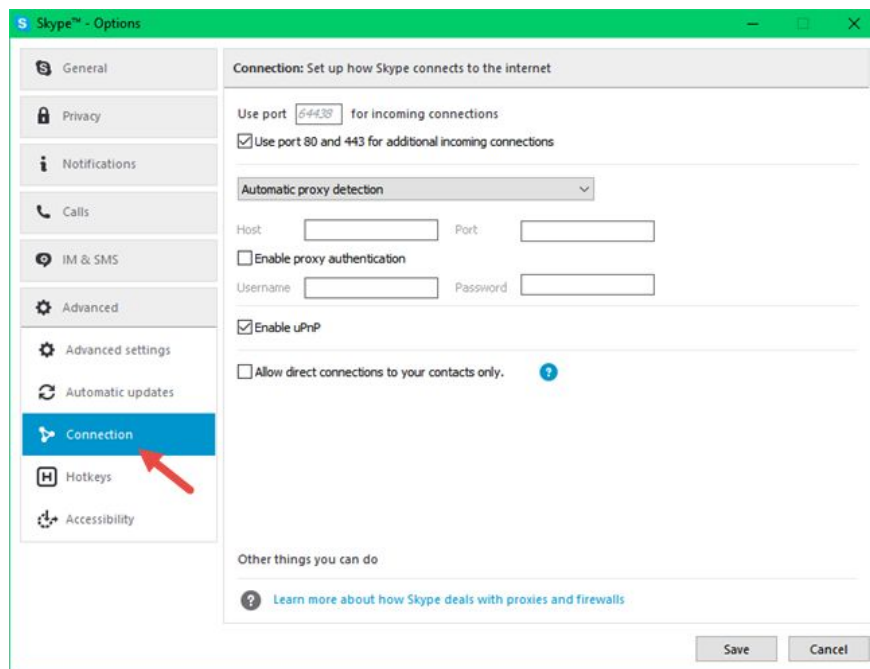 Skype™ - Options
General
Privacy
Notifications
Calls
IM & SMS
Advanced
Advanced settings
Automatic updates
Connection
Hotkeys
Accessibility
Connection: Set up how Skype connects to the internet
Use port 64438 for incoming connections
Use port 80 and 443 for additional incoming connections
Automatic proxy detection
Host Port
Enable proxy authentication
Username Password
Enable uPnP
Allow direct connections to your contacts only. ?
Other things you can do
? Learn more about how Skype deals with proxies and firewalls
Save Cancel